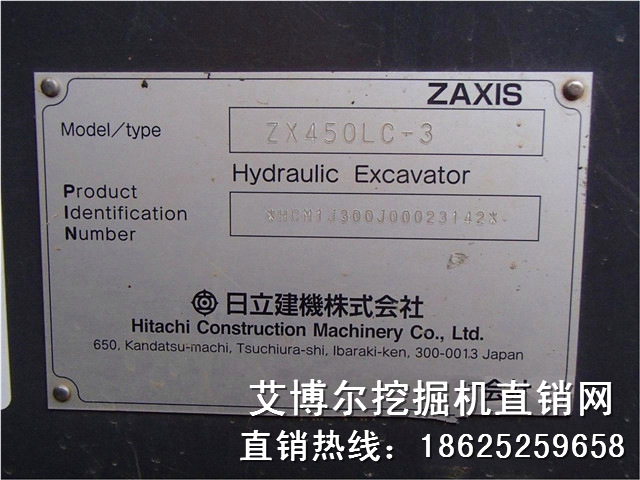 ZAXIS
Model/type ZX450LC-3
Hydraulic Excavator
Product
Identification
Number
*HCM1J300J00023142*
日立建機株式会社
Hitachi Construction Machinery Co., Ltd.
650, Kandatsu-machi, Tsuchiura-shi, Ibaraki-ken, 300-0013 Japan
艾博尔挖掘机直销网
直销热线：18625259658